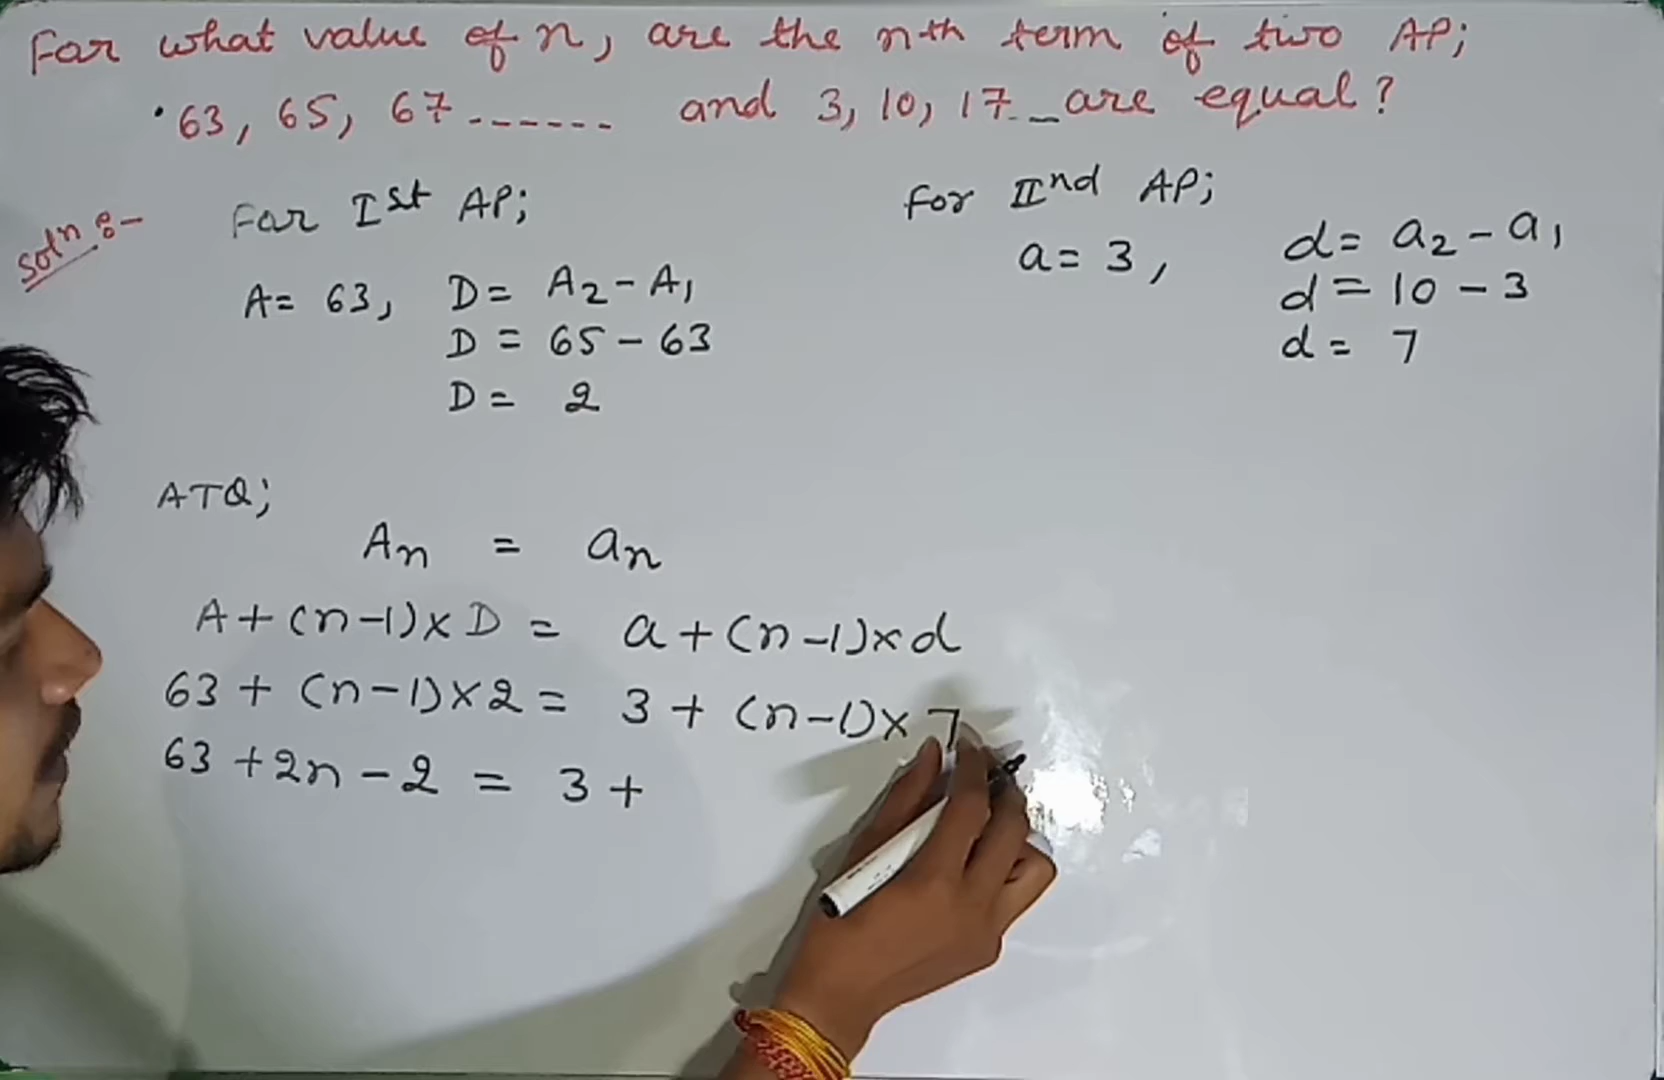 For what value of n, are the nth term of two AP;
63, 65, 67 ------ and 3, 10, 17 -- are equal?
Soln :-
For Ist AP;
A = 63, D = A₂ - A₁
D = 65 - 63
D = 2
For IInd AP;
a = 3, d = a₂ - a₁
d = 10 - 3
d = 7
ATQ;
Aₙ = aₙ
A + (n-1) × D = a + (n-1) × d
63 + (n-1) × 2 = 3 + (n-1) × 7
63 + 2n - 2 = 3 +